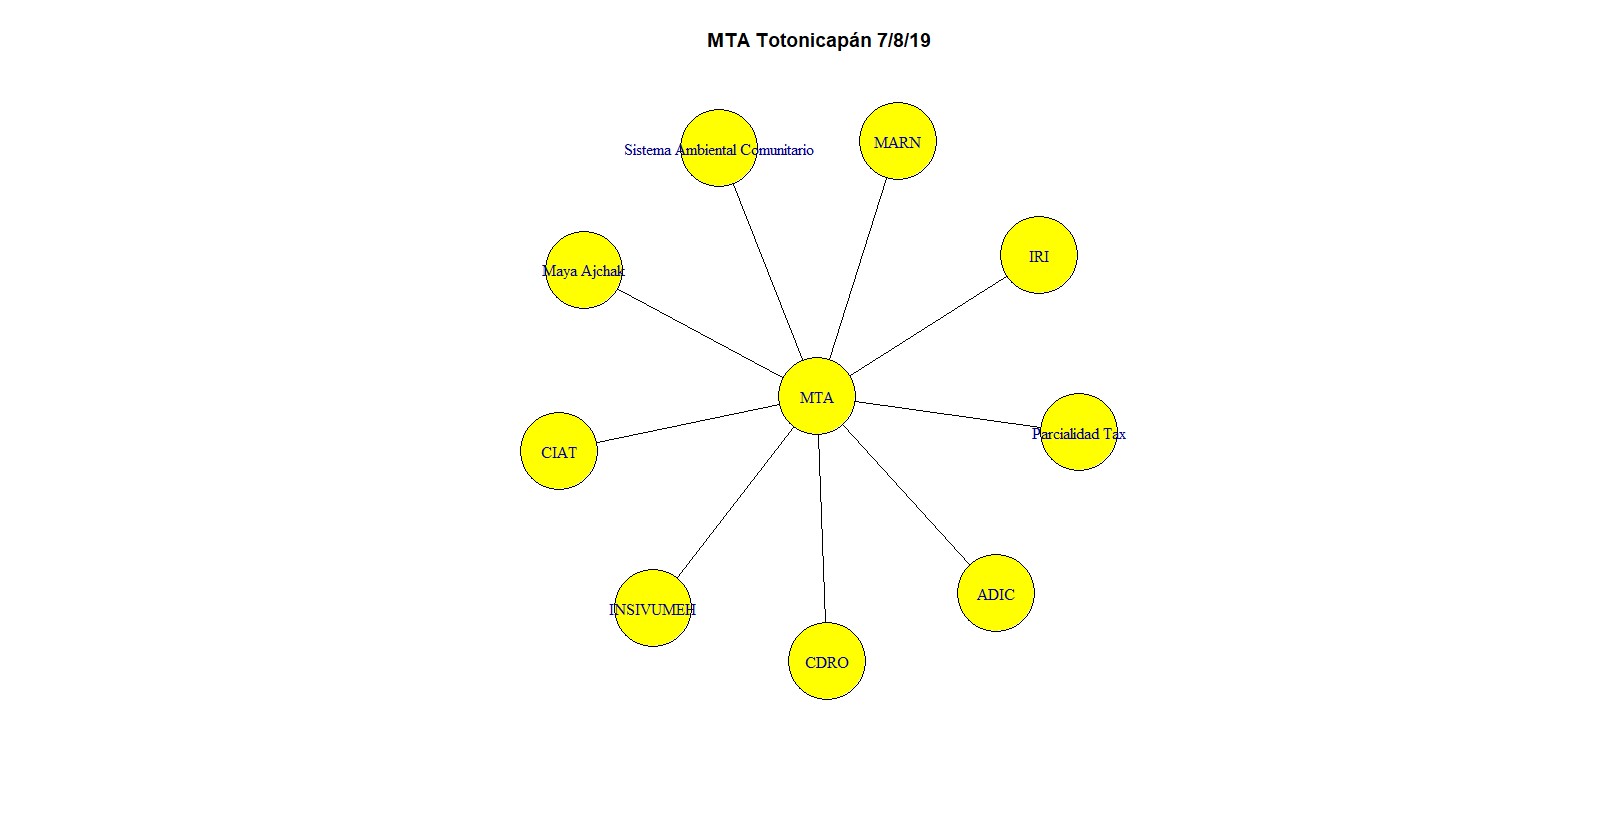 MTA Totonicapán 7/8/19
MARN
Sistema Ambiental Comunitario
IRI
Maya Ajchak
MTA
Parcialidad Tax
CIAT
ADIC
INSIVUMEH
CDRO